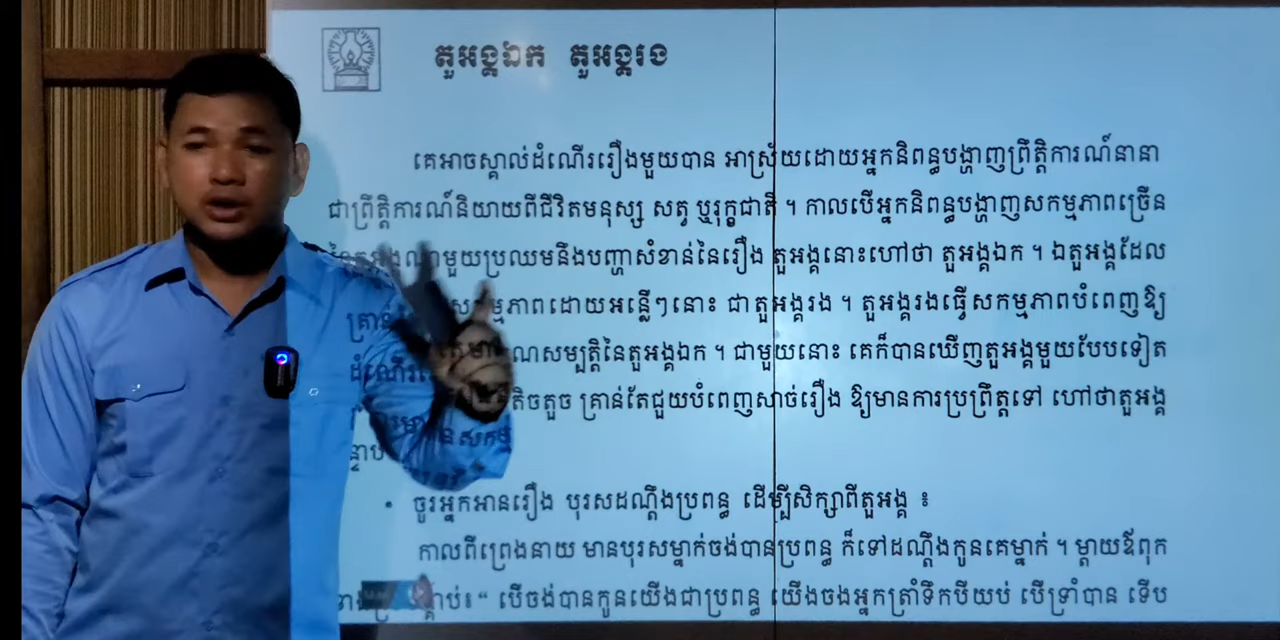 តួអង្គឯក តួអង្គរង
គេអាចស្គាល់ដំណើររឿងមួយបាន អាស្រ័យដោយអ្នកនិពន្ធបង្ហាញព្រឹត្តិការណ៍នានា
ជាព្រឹត្តិការណ៍និយាយពីជីវិតមនុស្ស សត្វ ឬរុក្ខជាតិ ។ កាលបើអ្នកនិពន្ធបង្ហាញសកម្មភាពច្រើន
នៃតួអង្គណាមួយប្រឈមនឹងបញ្ហាសំខាន់នៃរឿង តួអង្គនោះហៅថា តួអង្គឯក ។ ឯតួអង្គដែល
គ្រាន់ សកម្មភាពដោយអន្លើៗនោះ ជាតួអង្គរង ។ តួអង្គរងធ្វើសកម្មភាពបំពេញឱ្យ
ដំណើរ សម្បត្តិនៃតួអង្គឯក ។ ជាមួយនោះ គេក៏បានឃើញតួអង្គមួយបែបទៀត
តិចតួច គ្រាន់តែជួយបំពេញសាច់រឿង ឱ្យមានការប្រព្រឹត្តទៅ ហៅថាតួអង្គ
• ចូរអ្នកអានរឿង បុរសដណ្ដឹងប្រពន្ធ ដើម្បីសិក្សាពីតួអង្គ ៖
កាលពីព្រេងនាយ មានបុរសម្នាក់ចង់បានប្រពន្ធ ក៏ទៅដណ្ដឹងកូនគេម្នាក់ ។ ម្ដាយឪពុក
“ បើចង់បានកូនយើងជាប្រពន្ធ យើងចងអ្នកត្រាំទឹកបីយប់ បើទ្រាំបាន ទើប